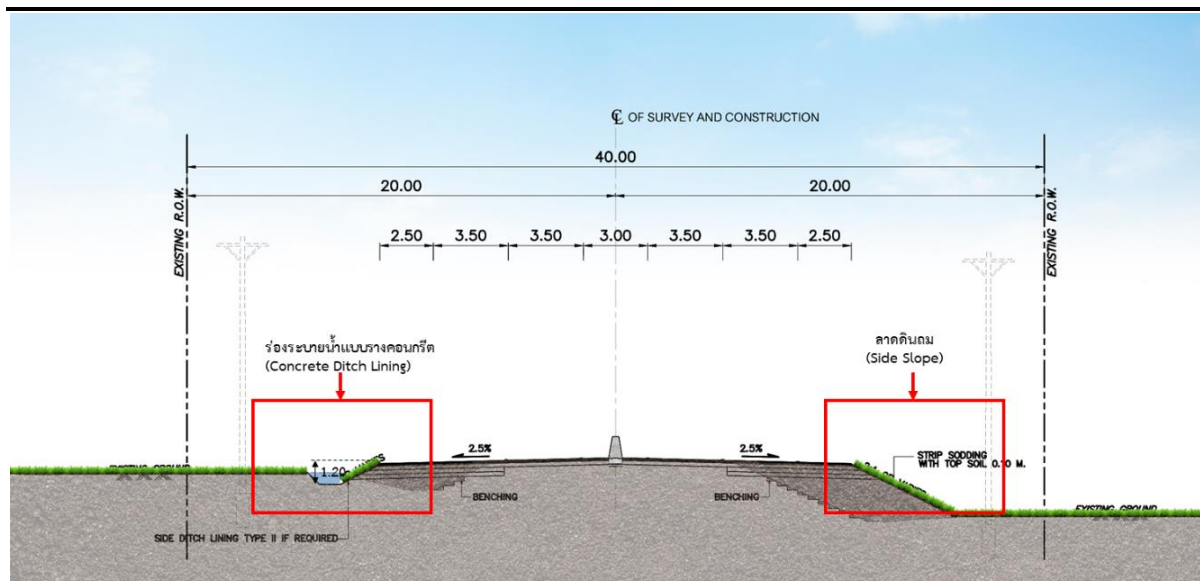 ℄ OF SURVEY AND CONSTRUCTION
40.00
20.00 20.00
EXISTING R.O.W.
EXISTING R.O.W.
2.50 3.50 3.50 3.00 3.50 3.50 2.50
ร่องระบายน้ำแบบรางคอนกรีต
(Concrete Ditch Lining)
ลาดดินถม
(Side Slope)
2.5% 2.5%
EXISTING GROUND
1.20
STRIP SODDING
WITH TOP SOIL 0.10 M.
BENCHING BENCHING
EXISTING GROUND
SIDE DITCH LINING TYPE II IF REQUIRED